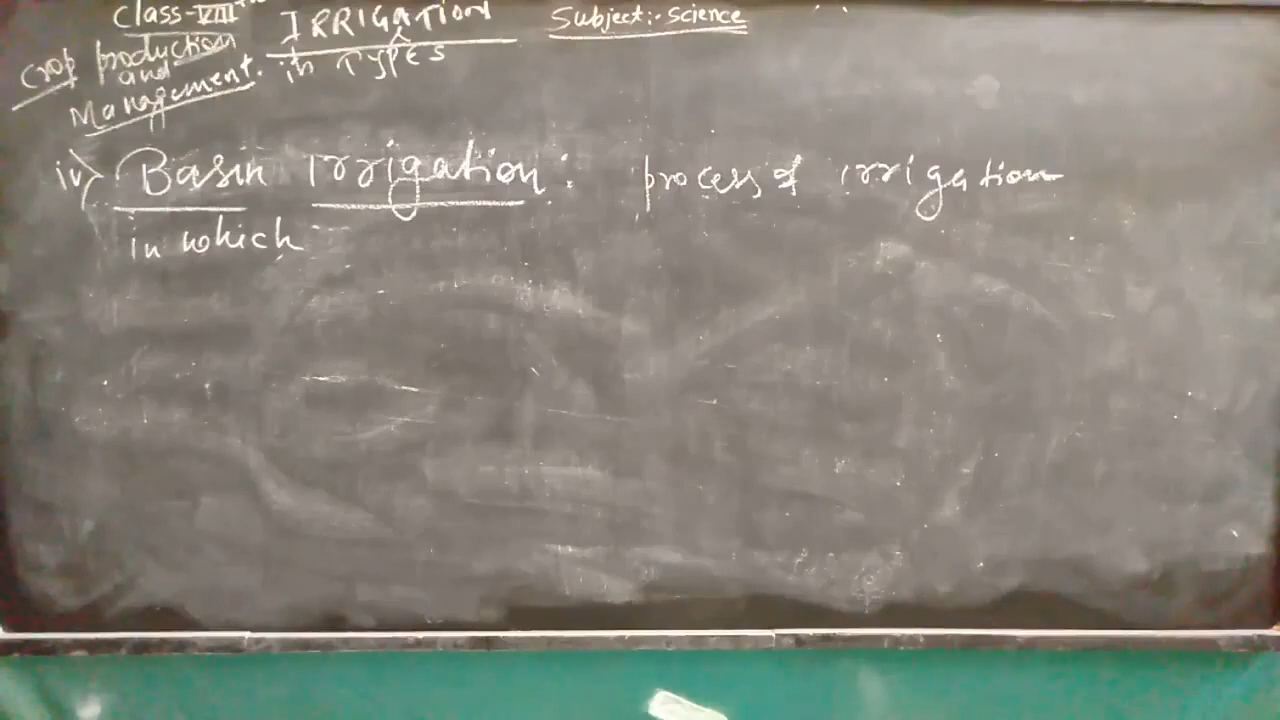 Class-VIII
Crop production
and
Management.
IRRIGATION
in TYPES
Subject:- Science
iv) Basin Irrigation: process of irrigation
in which